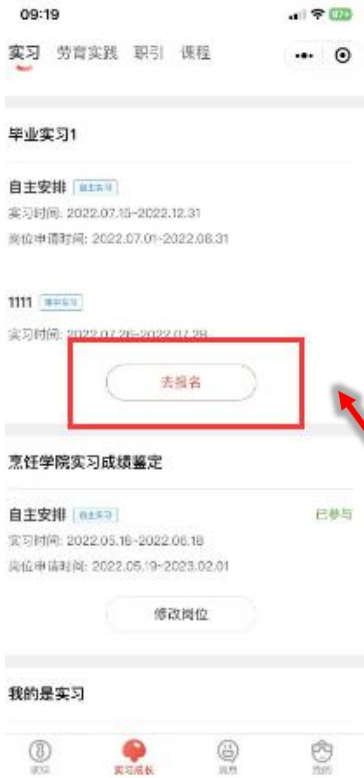 09:19
87
实习 劳育实践 职引 课程
毕业实习1
自主安排 自主实习
实习时间: 2022.07.15-2022.12.31
岗位申请时间: 2022.07.01-2022.08.31
1111 集中实习
实习时间: 2022.07.26-2022.07.28
去报名
烹饪学院实习成绩鉴定
自主安排 自主实习 已参与
实习时间: 2022.05.18-2022.06.18
岗位申请时间: 2022.05.19-2023.02.01
修改岗位
我的是实习
实习成长 消息 我的